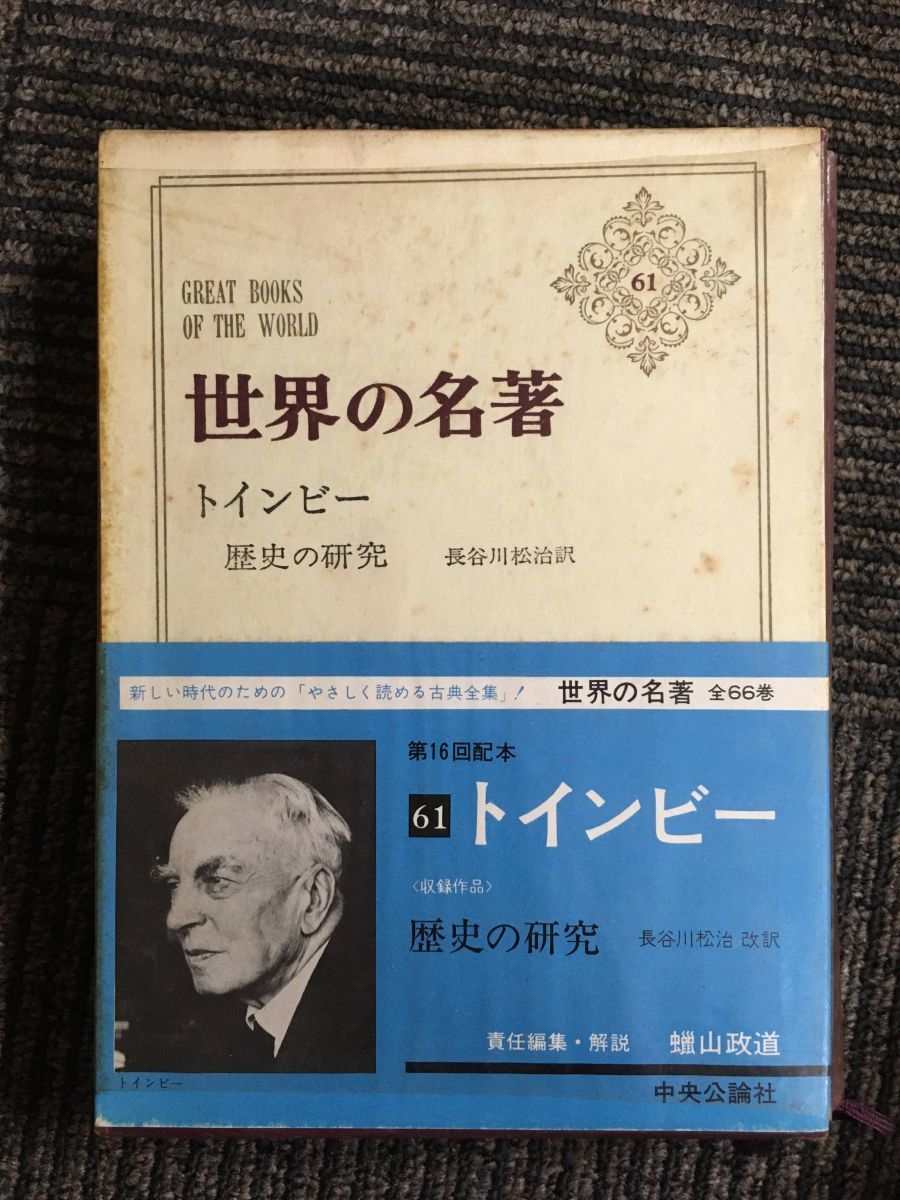 61
GREAT BOOKS
OF THE WORLD
世界の名著
トインビー
歴史の研究 長谷川松治訳
新しい時代のための「やさしく読める古典全集」! 世界の名著 全66巻
第16回配本
61 トインビー
〈収録作品〉
歴史の研究 長谷川松治 改訳
責任編集・解説 蠟山政道
トインビー
中央公論社